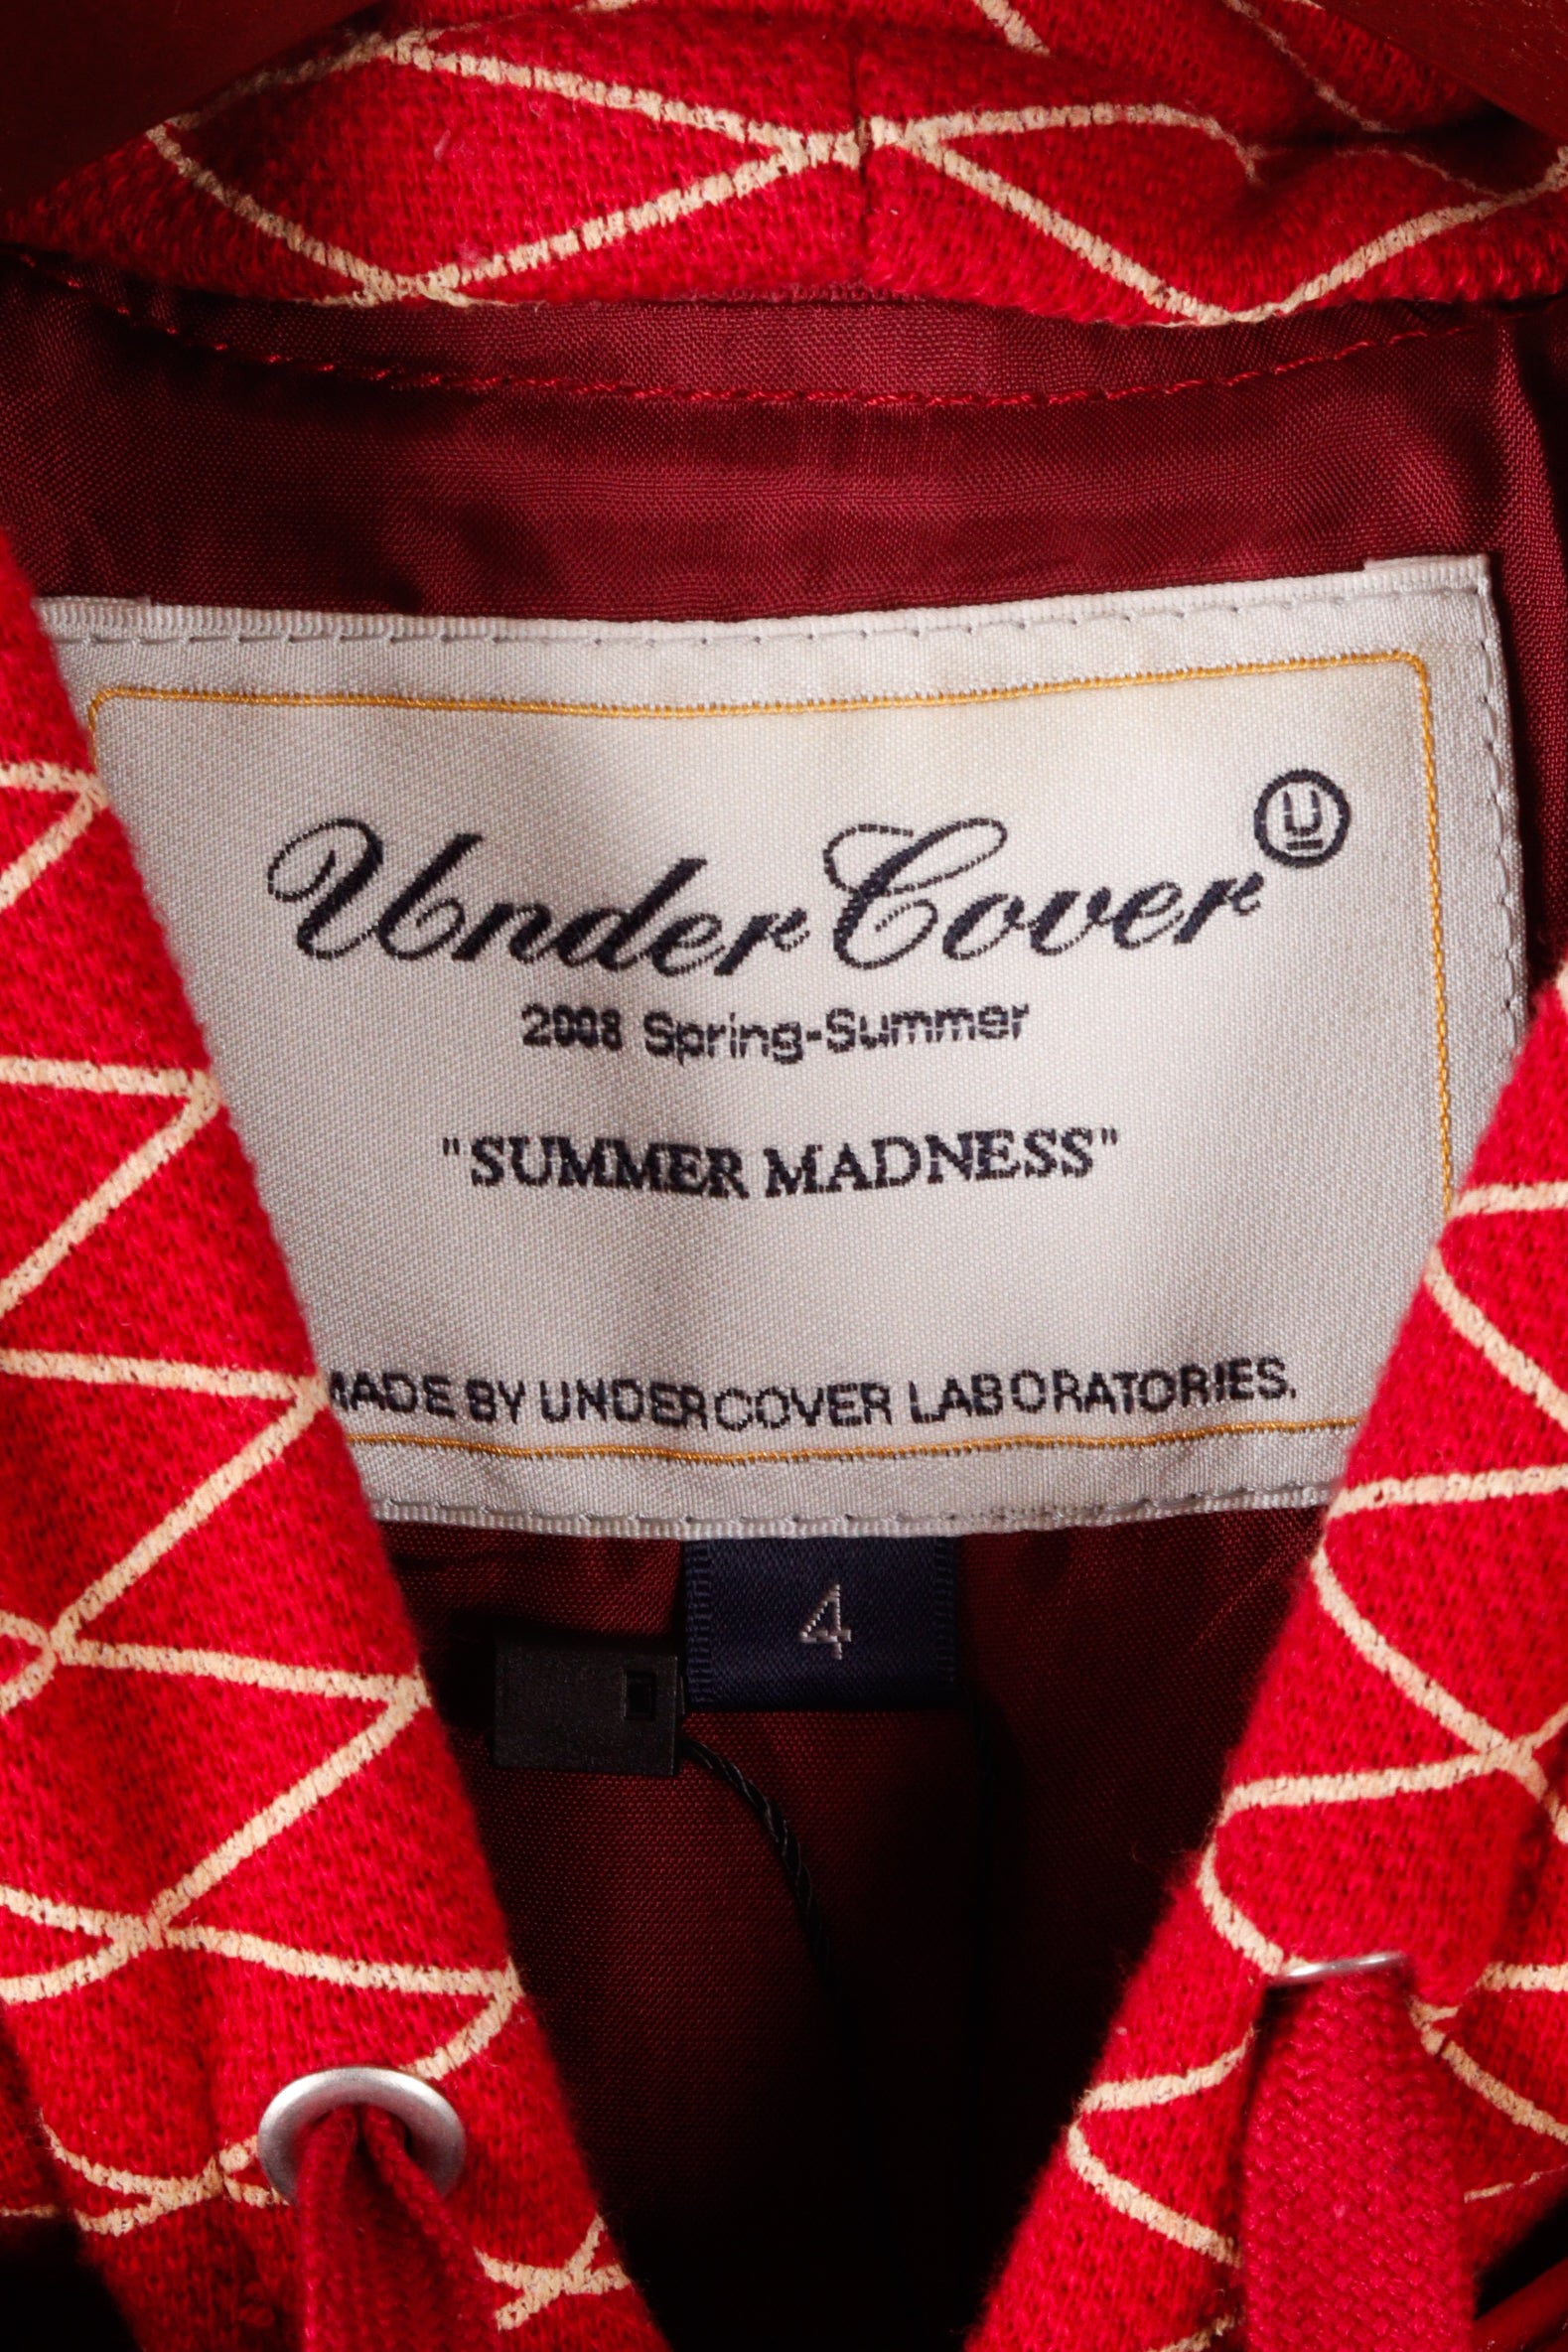 Under Cover U
2008 Spring-Summer
"SUMMER MADNESS"
MADE BY UNDERCOVER LABORATORIES.
4